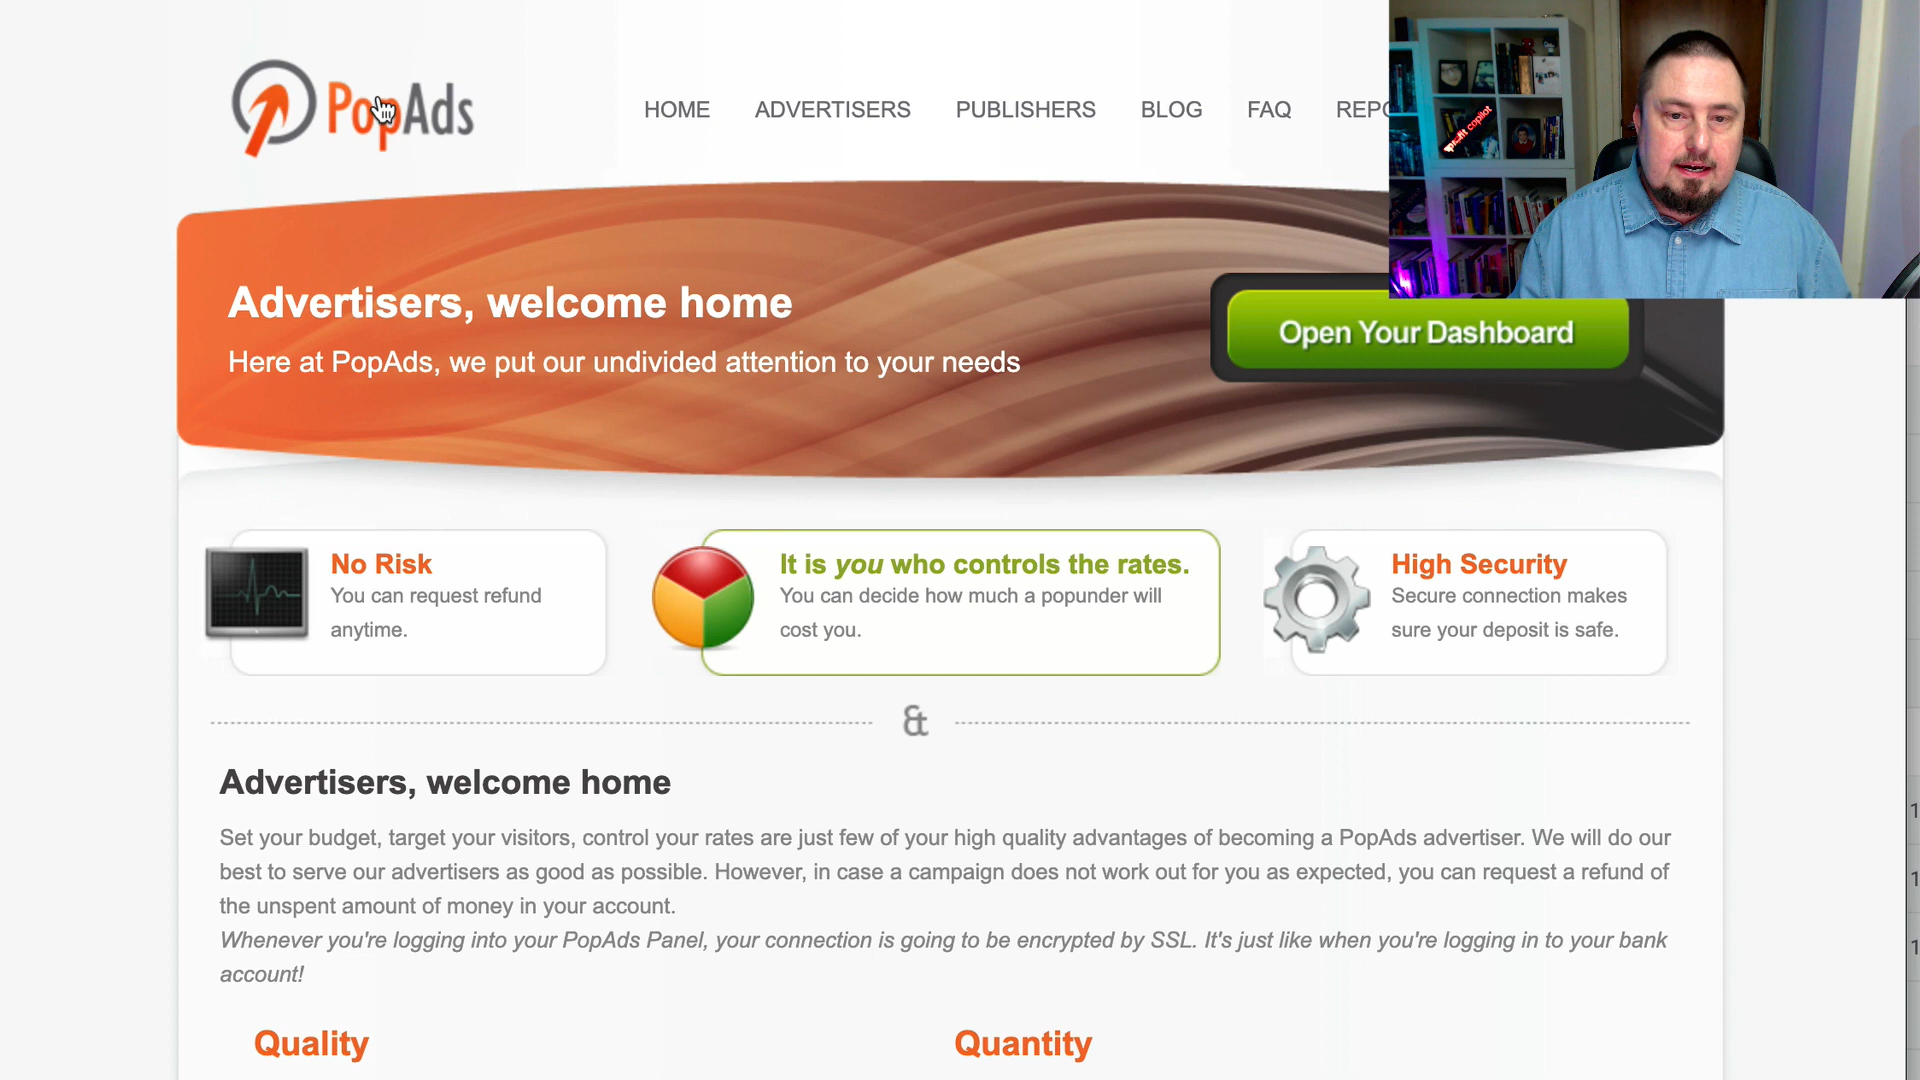 PopAds
HOME ADVERTISERS PUBLISHERS BLOG FAQ
copilot
Advertisers, welcome home
Here at PopAds, we put our undivided attention to your needs
Open Your Dashboard
No Risk
You can request refund
anytime.
It is you who controls the rates.
You can decide how much a popunder will
cost you.
High Security
Secure connection makes
sure your deposit is safe.
&
Advertisers, welcome home
Set your budget, target your visitors, control your rates are just few of your high quality advantages of becoming a PopAds advertiser. We will do our
best to serve our advertisers as good as possible. However, in case a campaign does not work out for you as expected, you can request a refund of
the unspent amount of money in your account.
Whenever you're logging into your PopAds Panel, your connection is going to be encrypted by SSL. It's just like when you're logging in to your bank
account!
Quality
Quantity